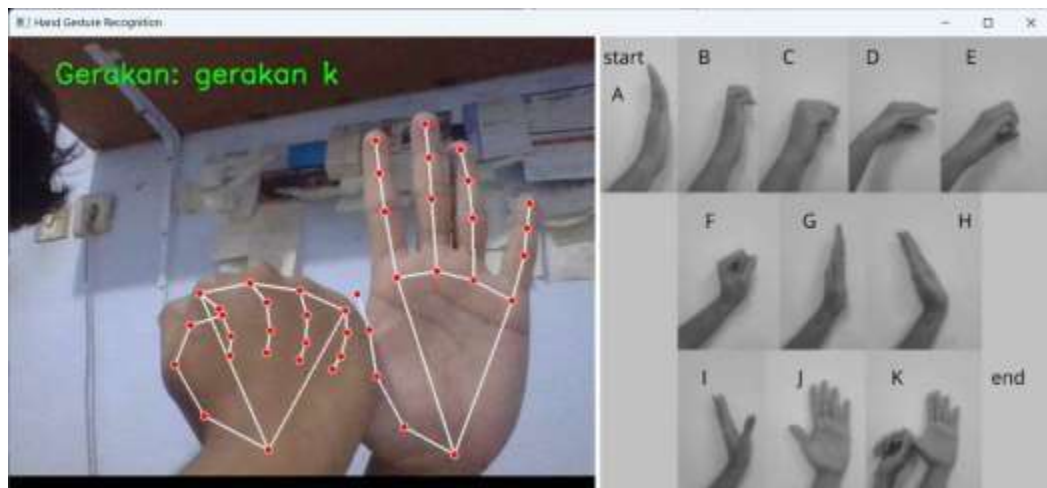 Hand Gesture Recognition
Gerakan: gerakan k
start
A
B
C
D
E
F
G
H
I
J
K
end